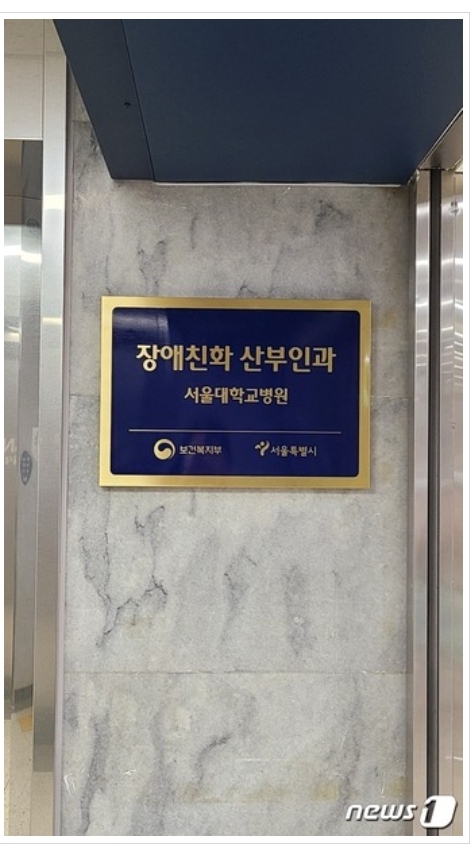 장애친화 산부인과
서울대학교병원
보건복지부 서울특별시
news1